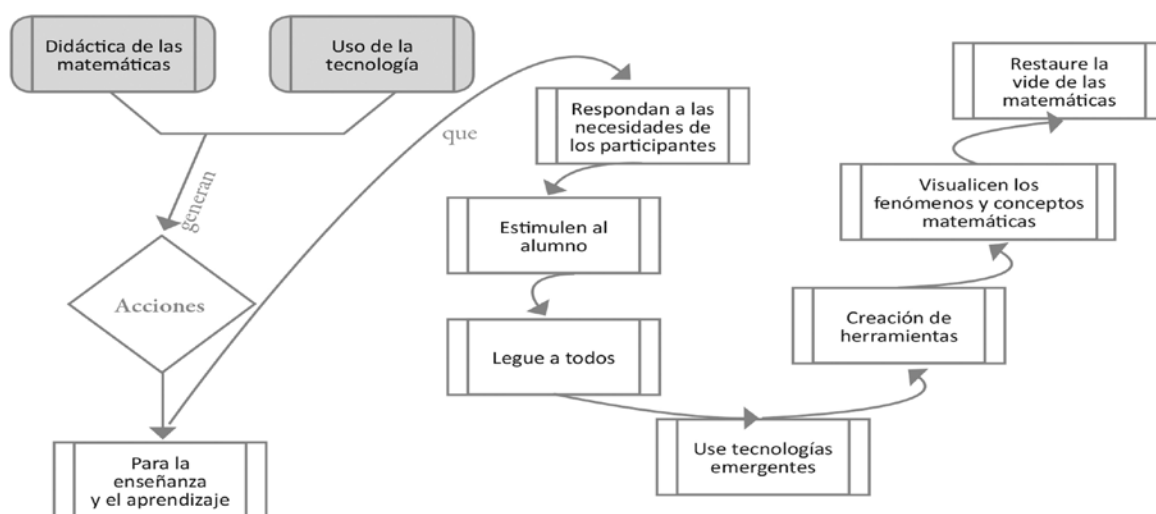 Didáctica de las
matemáticas
Uso de la
tecnología
generan
Acciones
Para la
enseñanza
y el aprendizaje
que
Respondan a las
necesidades de
los participantes
Estimulen al
alumno
Legue a todos
Use tecnologías
emergentes
Creación de
herramientas
Visualicen los
fenómenos y conceptos
matemáticas
Restaure la
vide de las
matemáticas